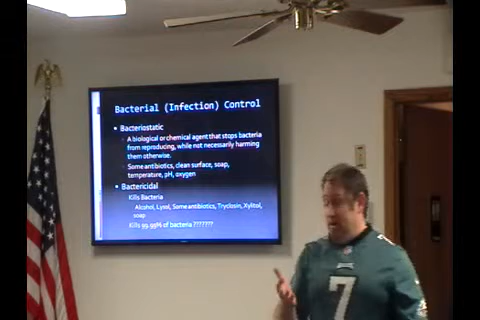 Bacterial (Infection) Control
Bacteriostatic
A biological or chemical agent that stops bacteria
from reproducing, while not necessarily harming
them otherwise.
Some antibiotics, clean surface, soap,
temperature, pH, oxygen
Bactericidal
Kills Bacteria
Alcohol, Lysol, Some antibiotics, Tryclosin, Xylitol,
soap
Kills 99.99% of bacteria ???????
7